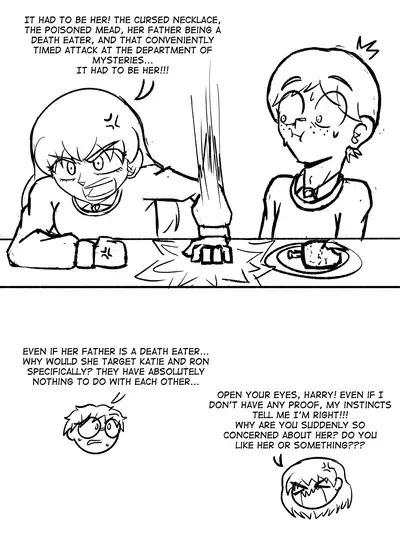 IT HAD TO BE HER! THE CURSED NECKLACE,
THE POISONED MEAD, HER FATHER BEING A
DEATH EATER, AND THAT CONVENIENTLY
TIMED ATTACK AT THE DEPARTMENT OF
MYSTERIES...
IT HAD TO BE HER!!!
EVEN IF HER FATHER IS A DEATH EATER...
WHY WOULD SHE TARGET KATIE AND RON
SPECIFICALLY? THEY HAVE ABSOLUTELY
NOTHING TO DO WITH EACH OTHER...
OPEN YOUR EYES, HARRY! EVEN IF I
DON'T HAVE ANY PROOF, MY INSTINCTS
TELL ME I'M RIGHT!!!
WHY ARE YOU SUDDENLY SO
CONCERNED ABOUT HER? DO YOU
LIKE HER OR SOMETHING???